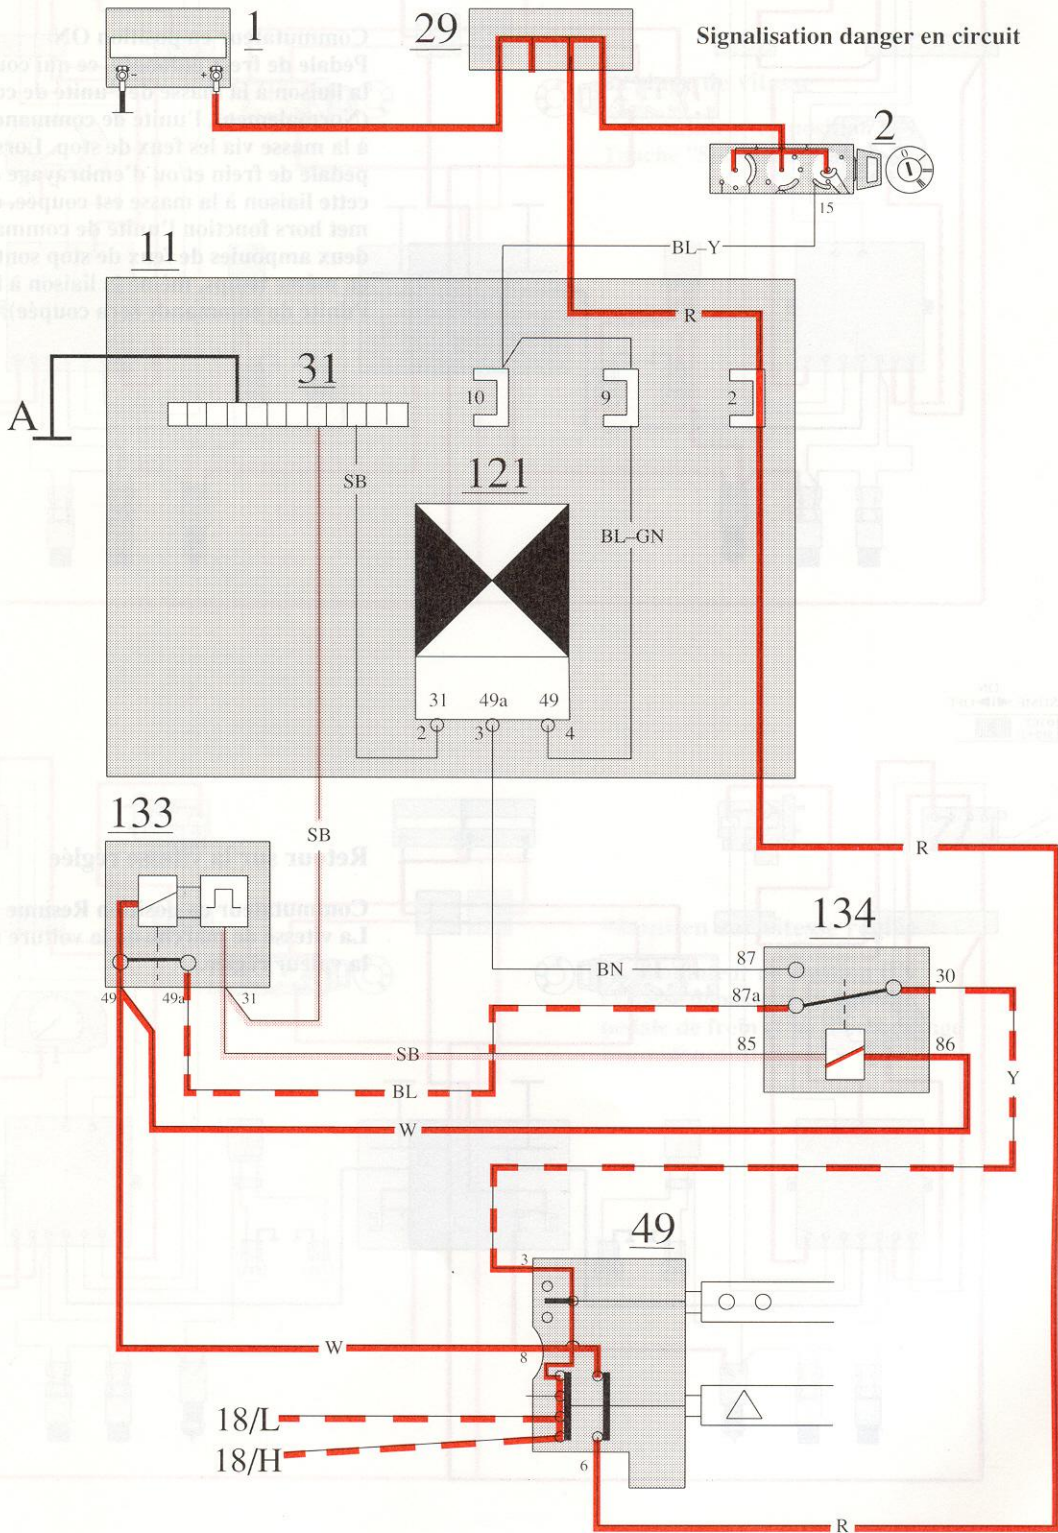 1
29
Signalisation danger en circuit
- +
2
0
15
BL–Y
11
R
31
10
9
2
A
SB
121
BL–GN
31 49a 49
2 3 4
133
SB
R
134
87
30
BN
49 49a 31
87a
85
86
SB
BL
Y
W
49
3
W
8
18/L
18/H
6
R